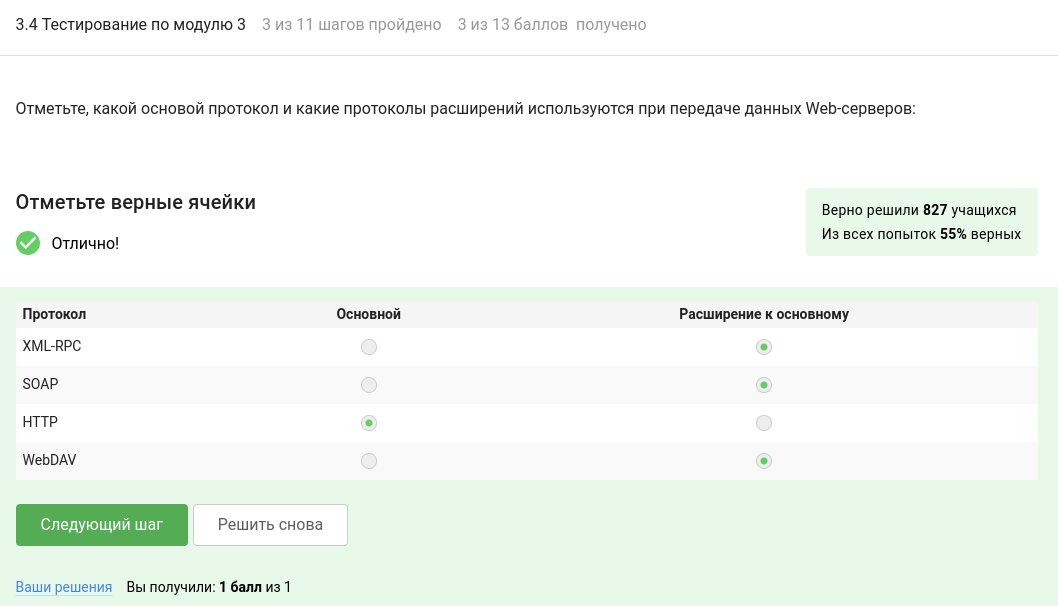 3.4 Тестирование по модулю 3 3 из 11 шагов пройдено 3 из 13 баллов получено
Отметьте, какой основой протокол и какие протоколы расширений используются при передаче данных Web-серверов:
Отметьте верные ячейки
Верно решили 827 учащихся
Из всех попыток 55% верных
Отлично!
Протокол Основной Расширение к основному
XML-RPC
SOAP
HTTP
WebDAV
Следующий шаг Решить снова
Ваши решения Вы получили: 1 балл из 1